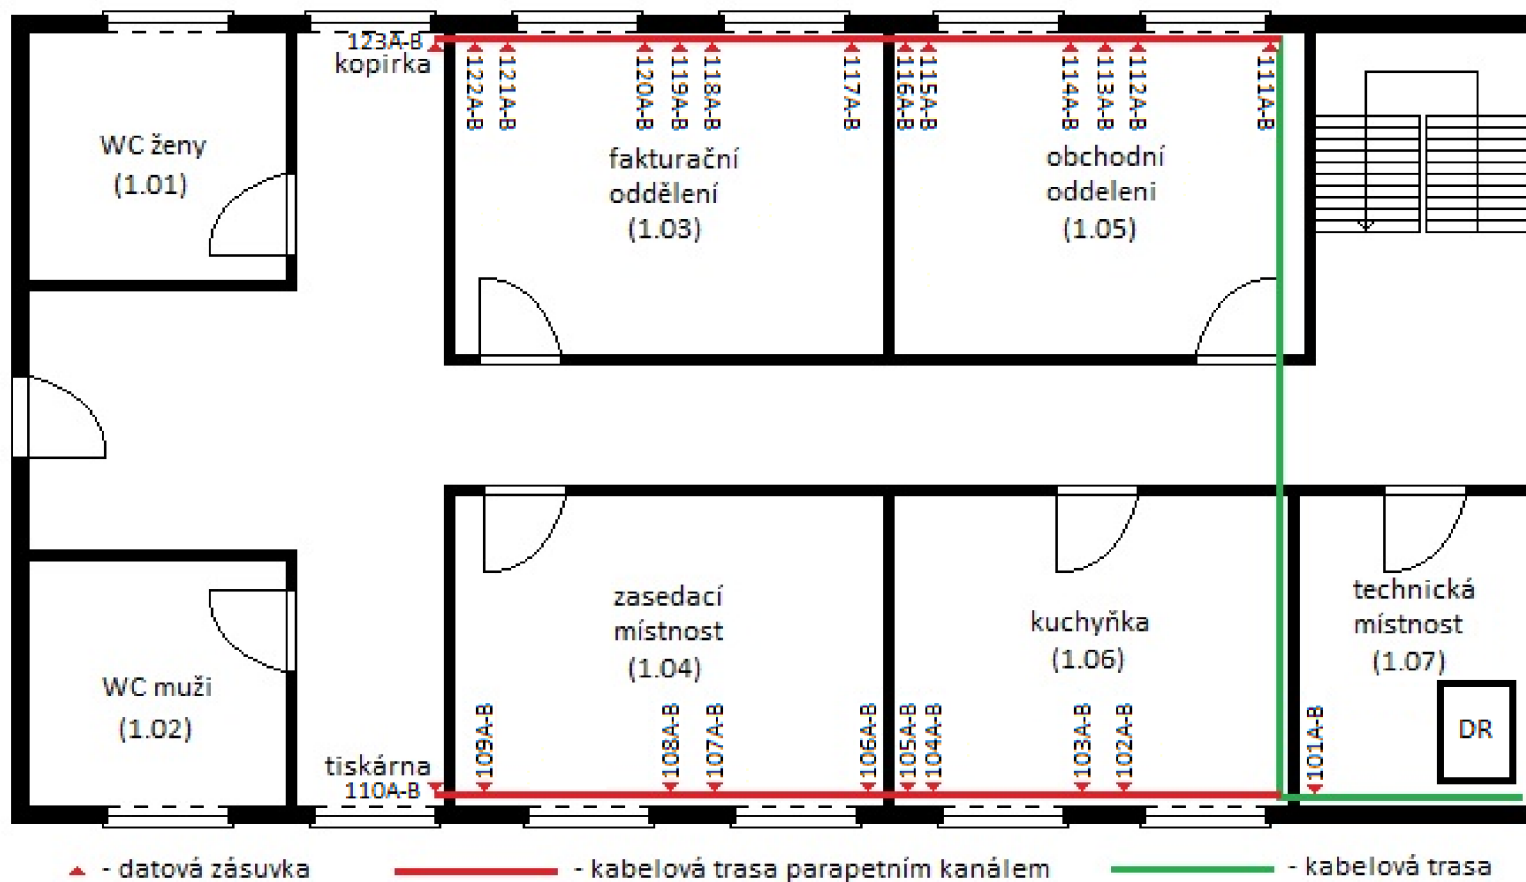 123A-B
kopirka
122A-B
121A-B
120A-B
119A-B
118A-B
117A-B
116A-B
115A-B
114A-B
113A-B
112A-B
111A-B
WC ženy
(1.01)
fakturační
oddělení
(1.03)
obchodní
oddeleni
(1.05)
zasedací
místnost
(1.04)
kuchyňka
(1.06)
technická
místnost
(1.07)
WC muži
(1.02)
DR
tiskárna
110A-B
109A-B
108A-B
107A-B
106A-B
105A-B
104A-B
103A-B
102A-B
101A-B
- datová zásuvka
- kabelová trasa parapetním kanálem
- kabelová trasa